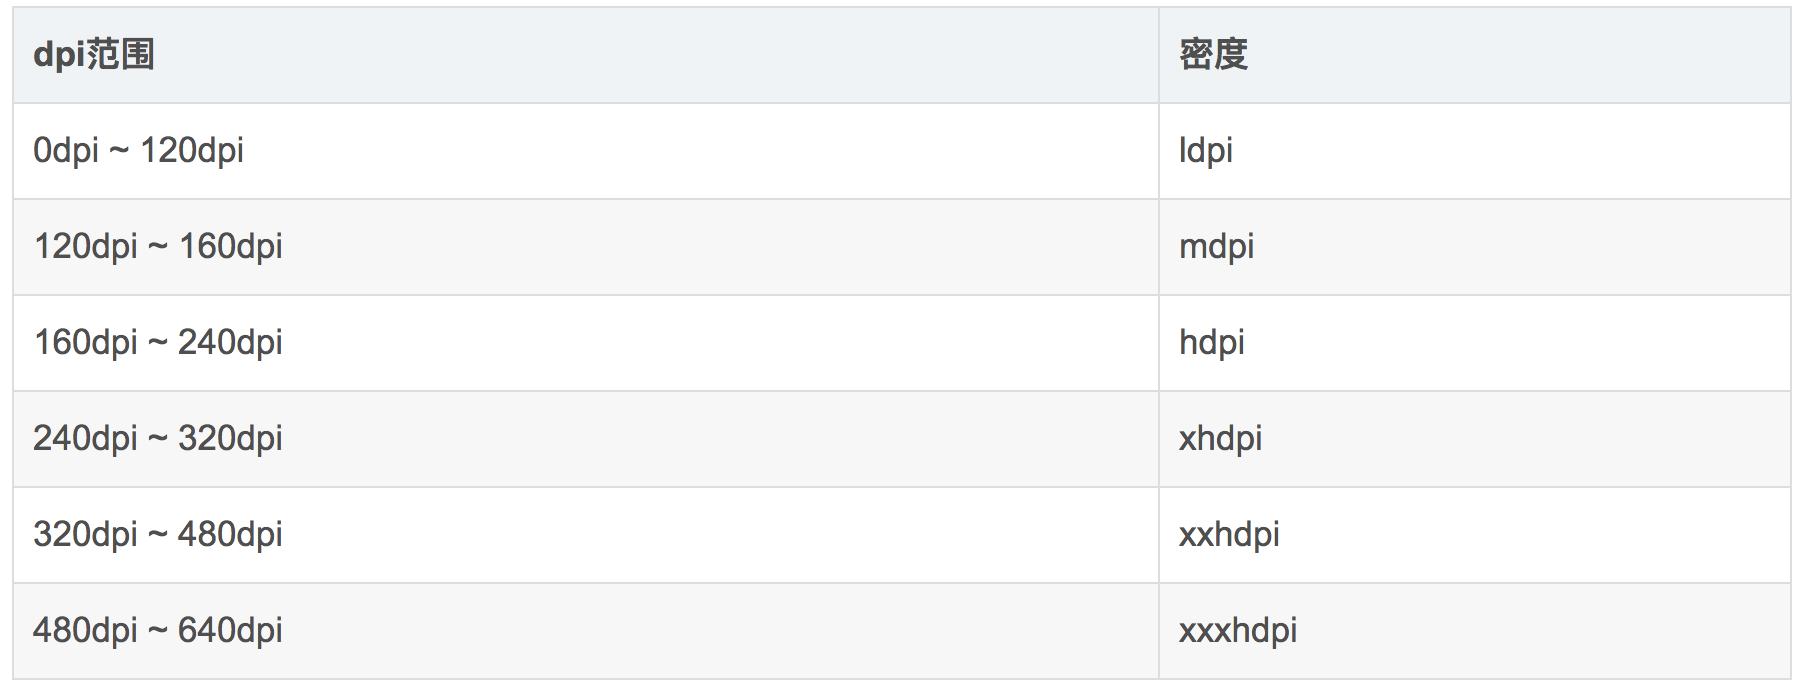 dpi范围 密度
0dpi ~ 120dpi ldpi
120dpi ~ 160dpi mdpi
160dpi ~ 240dpi hdpi
240dpi ~ 320dpi xhdpi
320dpi ~ 480dpi xxhdpi
480dpi ~ 640dpi xxxhdpi